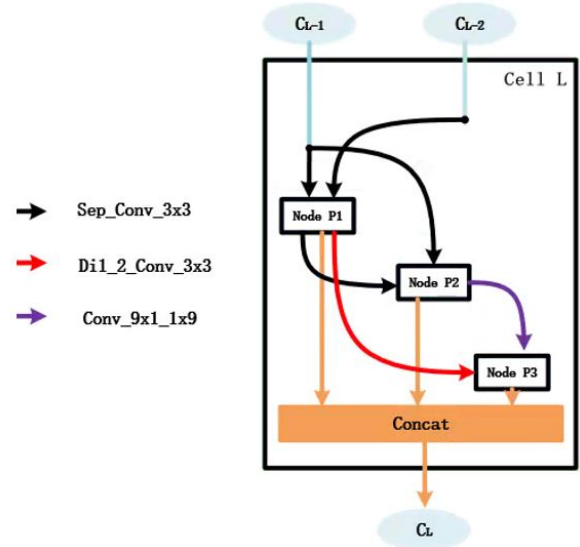 CL-1
CL-2
Cell L
Sep_Conv_3x3
Node P1
Dil_2_Conv_3x3
Node P2
Conv_9x1_1x9
Node P3
Concat
CL